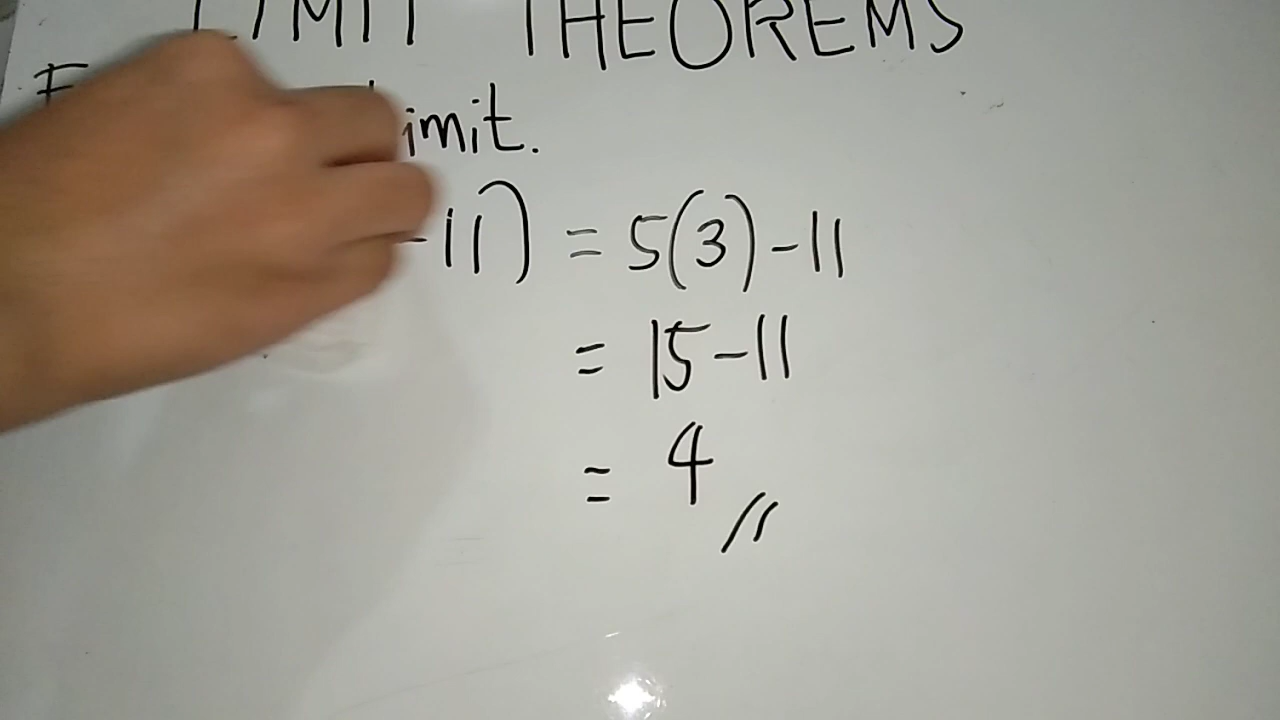 LIMIT THEOREMS
limit.
-11) = 5(3)-11
= 15-11
= 4 //